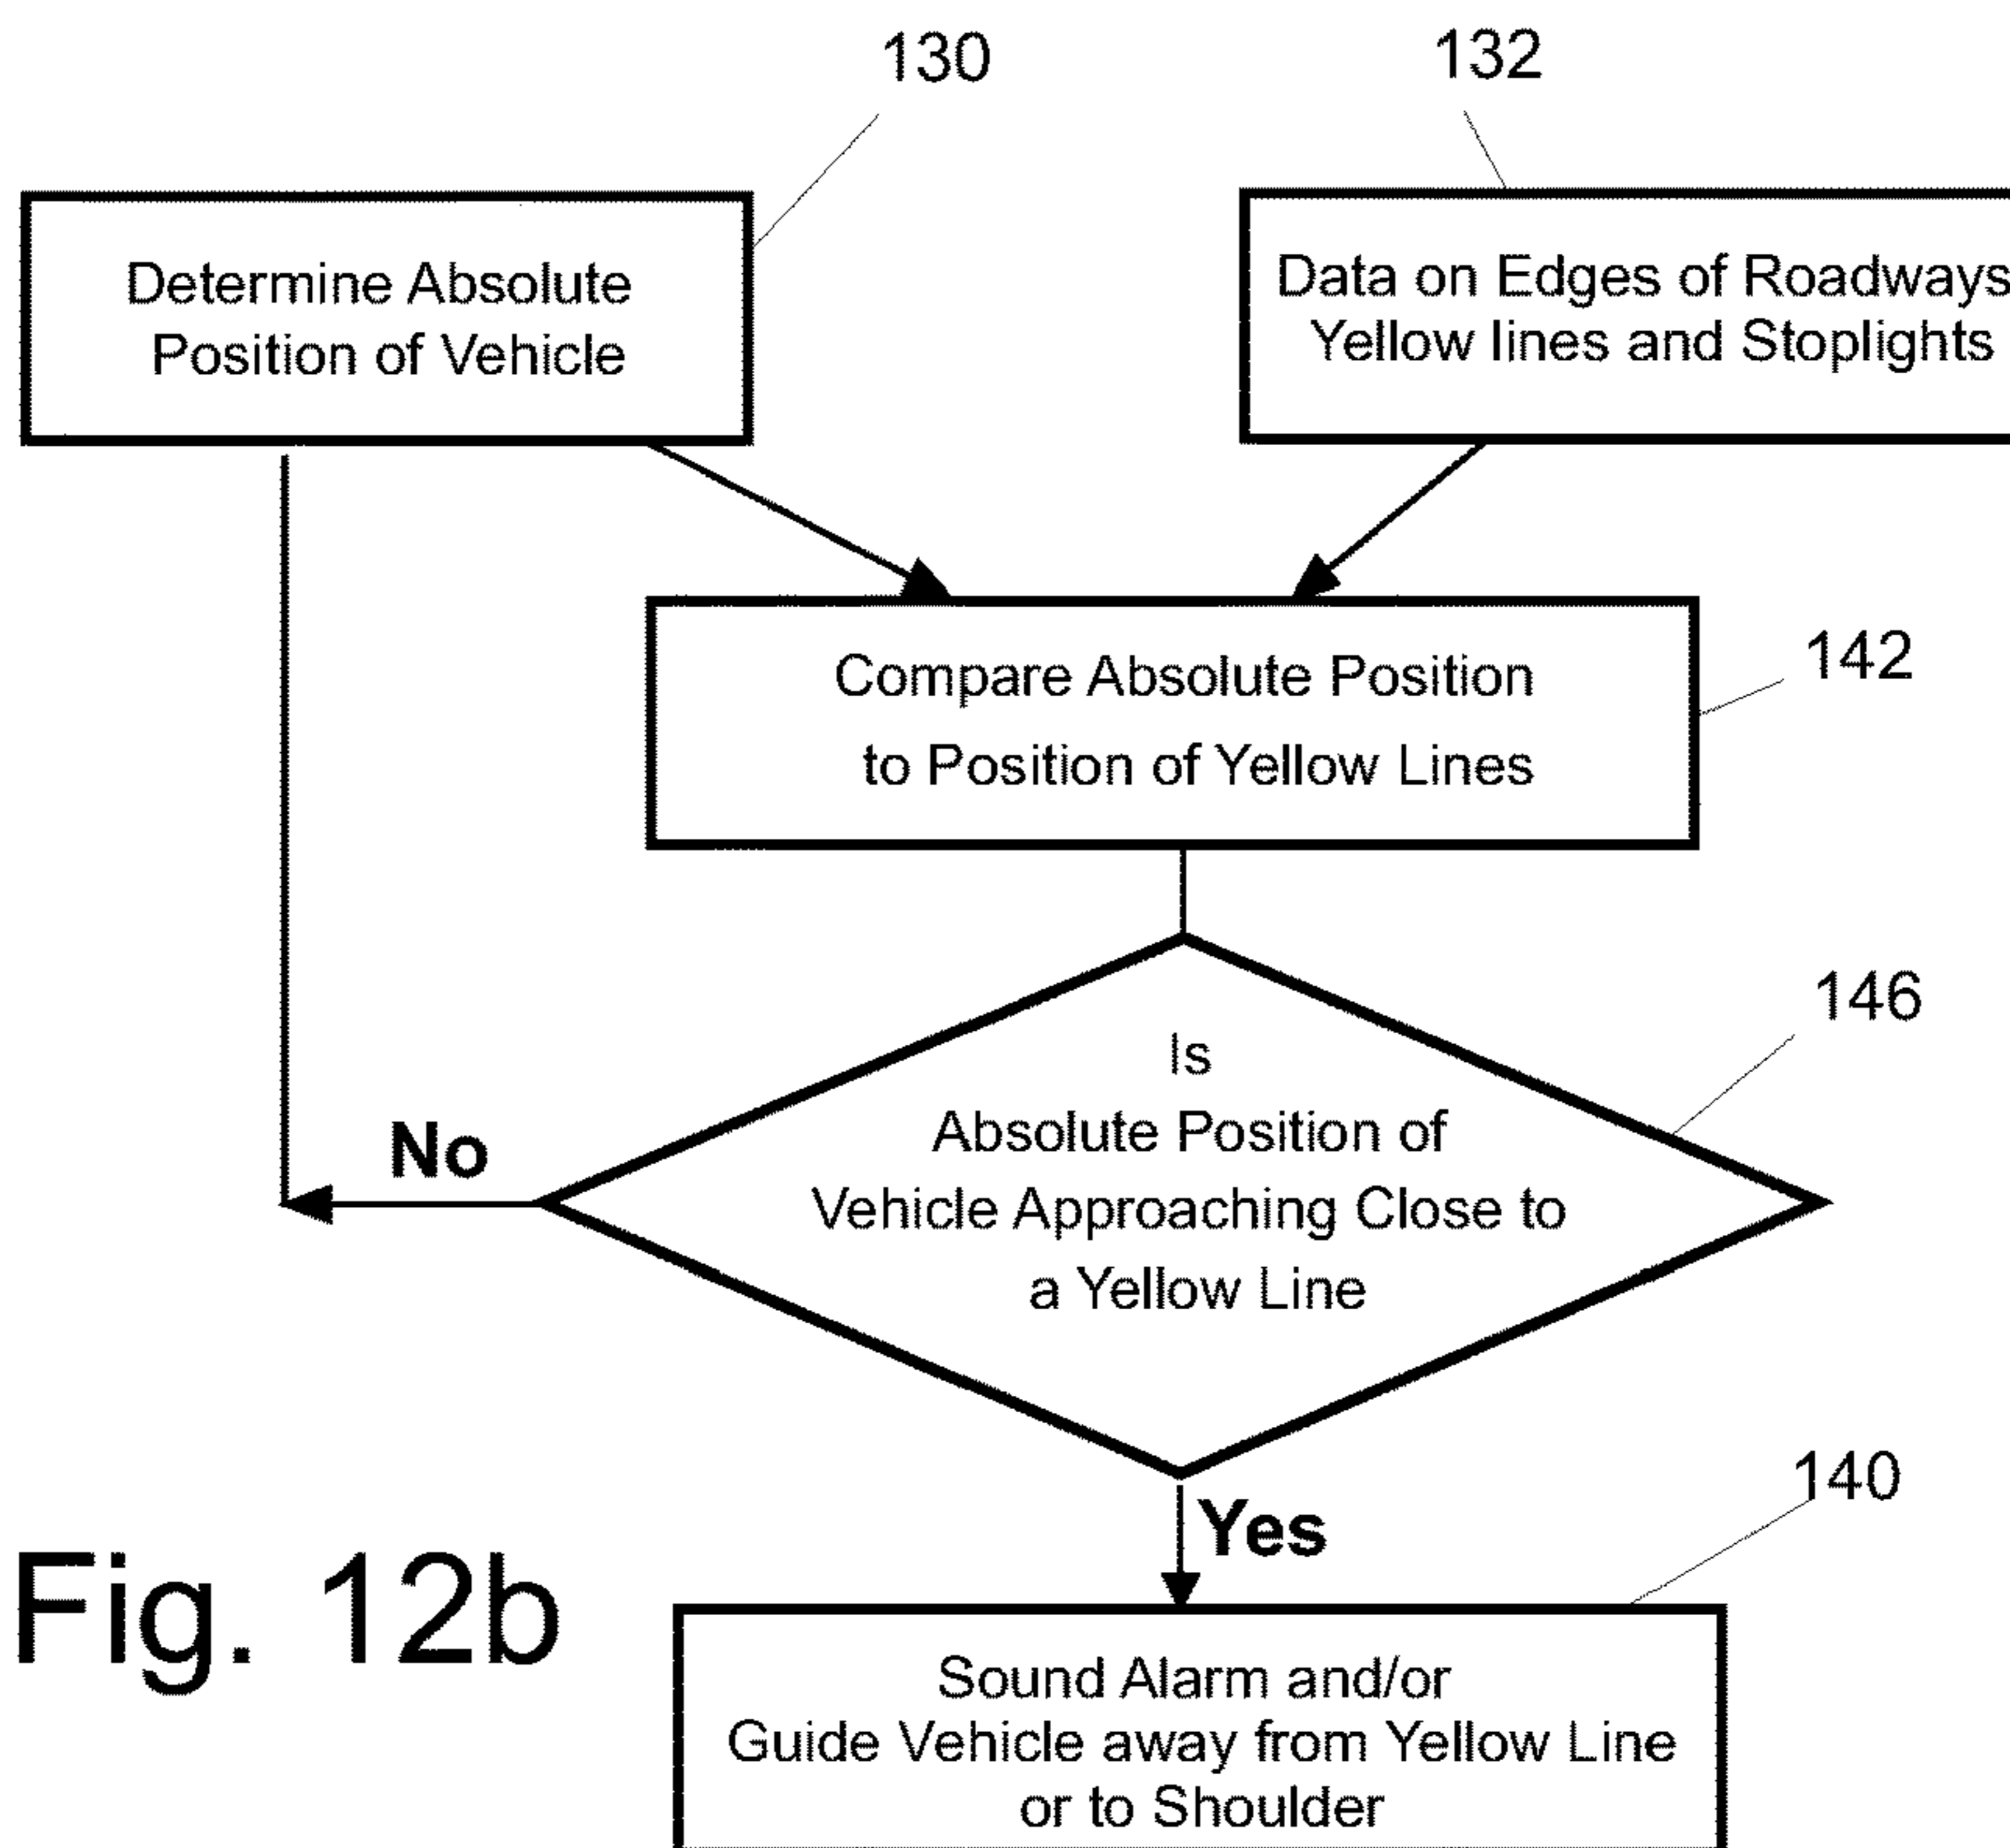 130
132
Determine Absolute
Position of Vehicle
Data on Edges of Roadways
Yellow lines and Stoplights
Compare Absolute Position
to Position of Yellow Lines
142
Is
Absolute Position of
Vehicle Approaching Close to
a Yellow Line
146
No
Yes
140
Sound Alarm and/or
Guide Vehicle away from Yellow Line
or to Shoulder
Fig. 12b